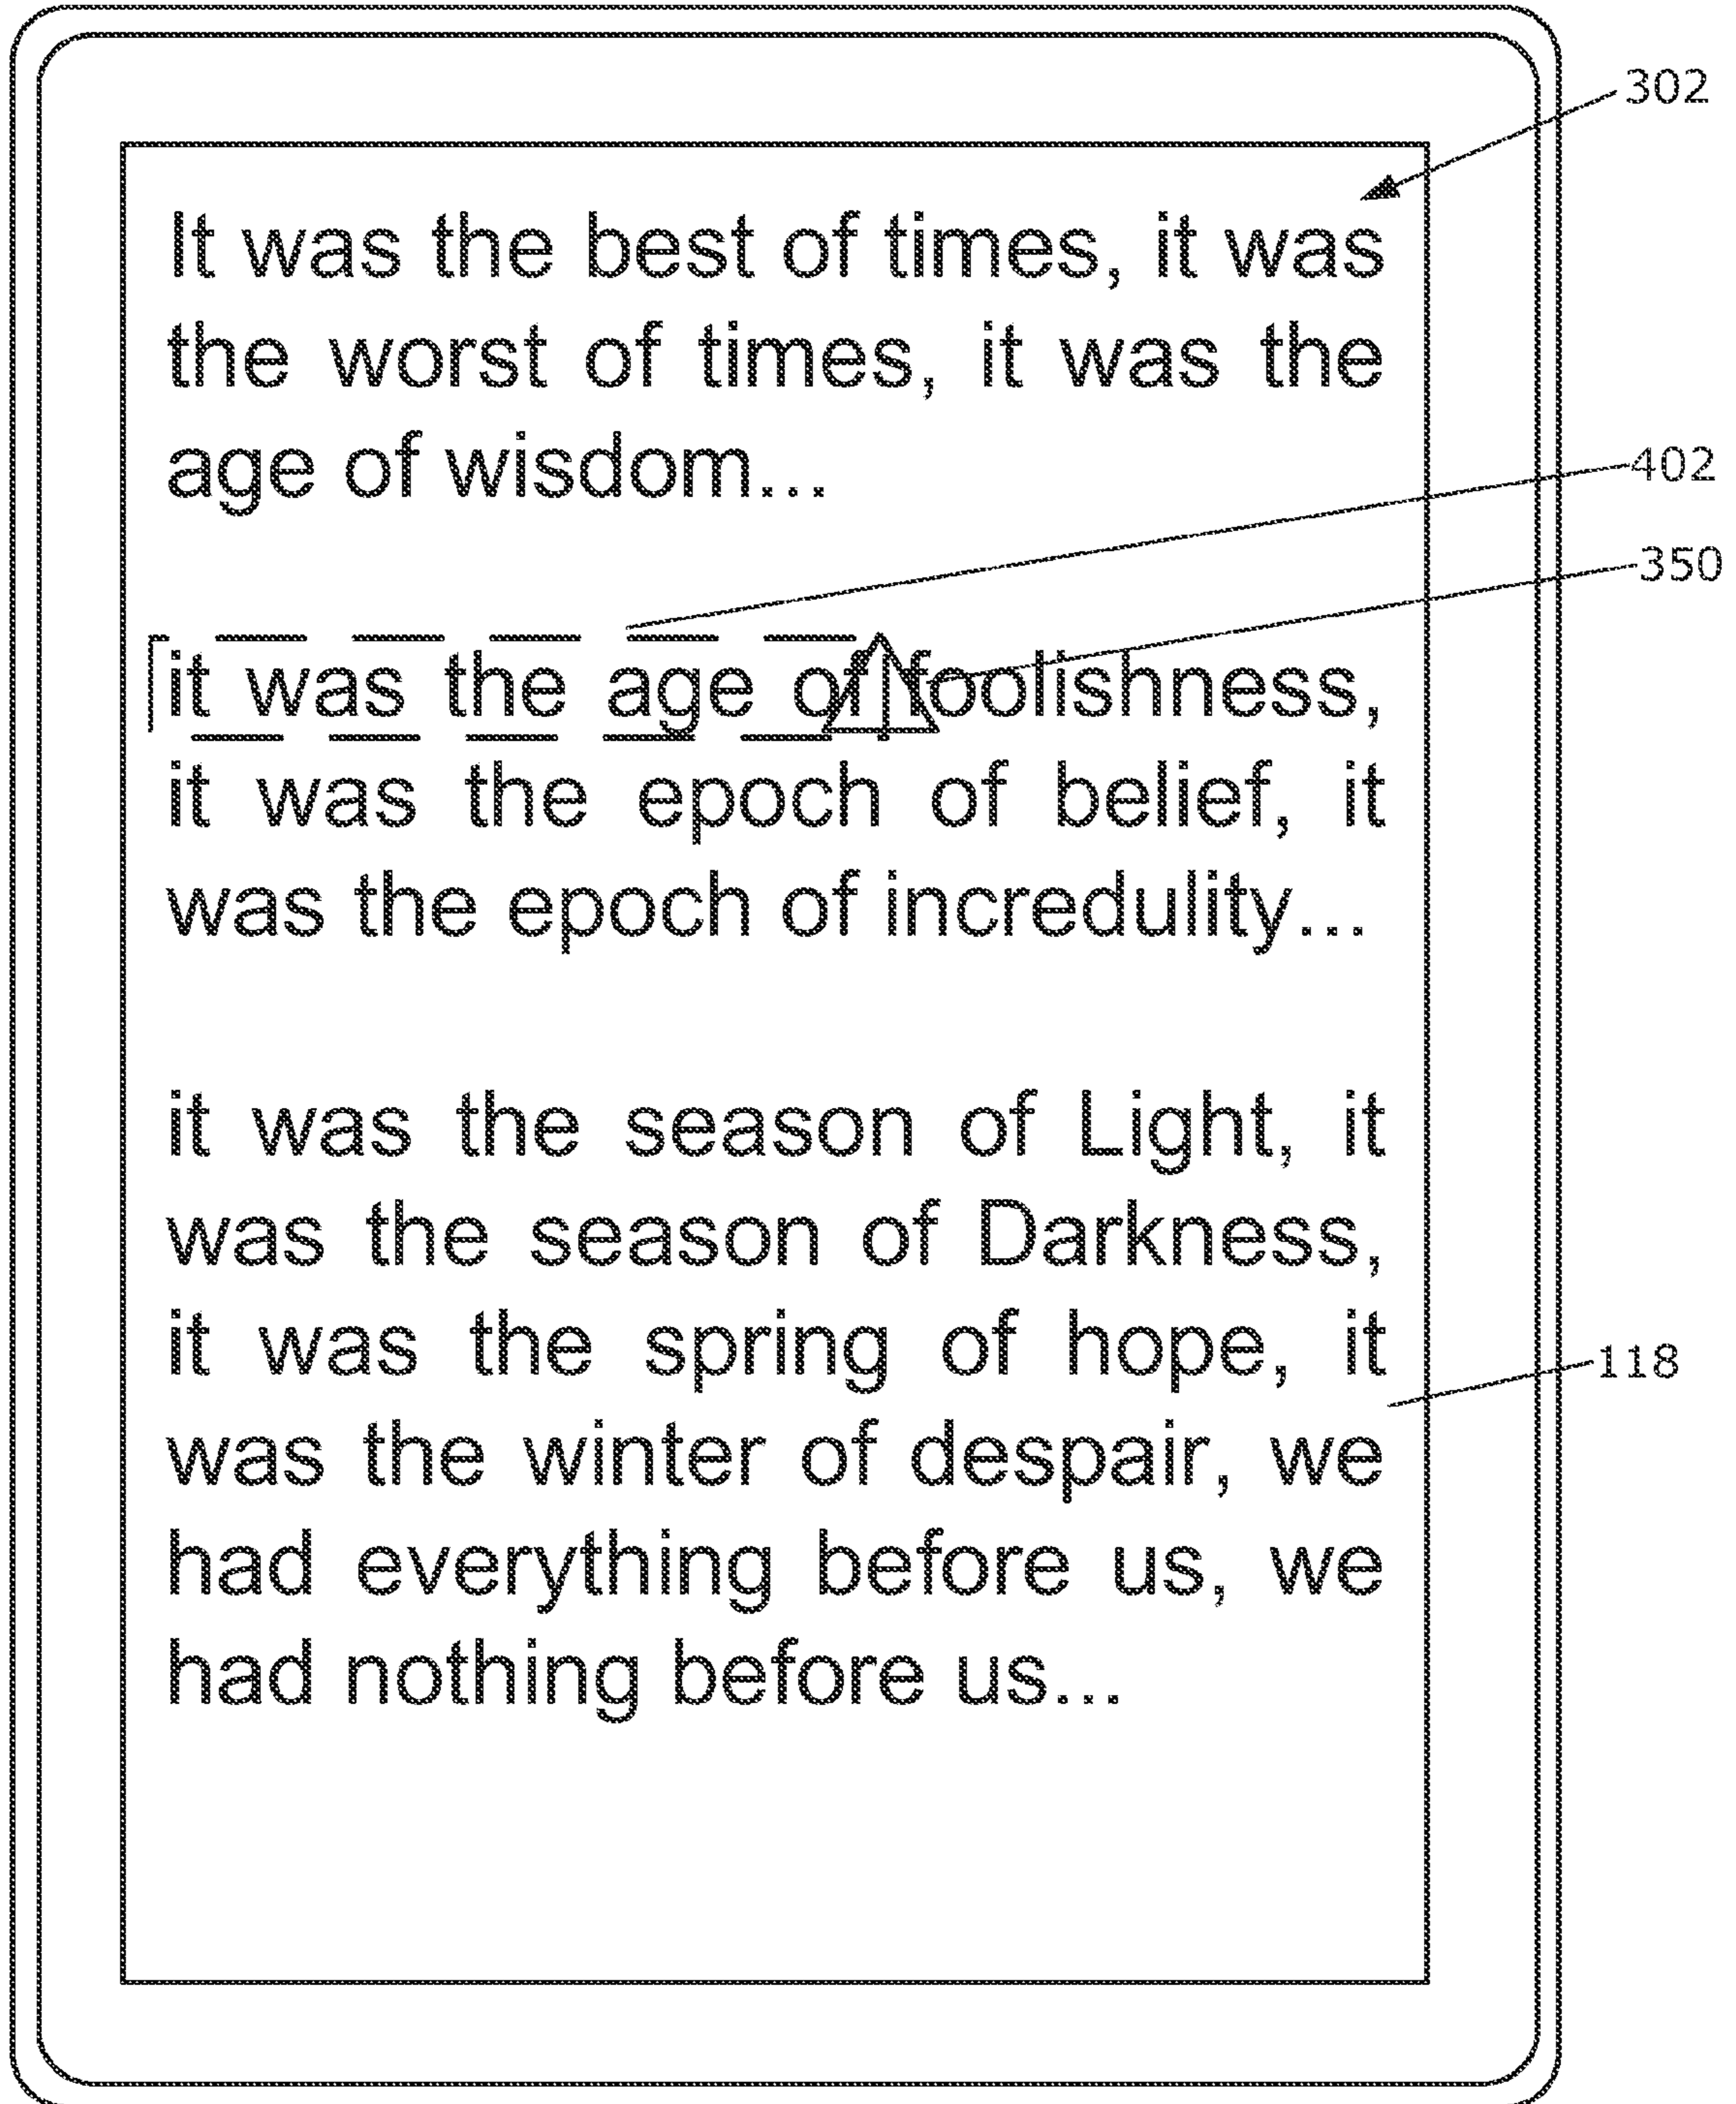 302
It was the best of times, it was
the worst of times, it was the
age of wisdom...
402
350
it was the age of foolishness,
it was the epoch of belief, it
was the epoch of incredulity...
it was the season of Light, it
was the season of Darkness,
it was the spring of hope, it
118
was the winter of despair, we
had everything before us, we
had nothing before us...